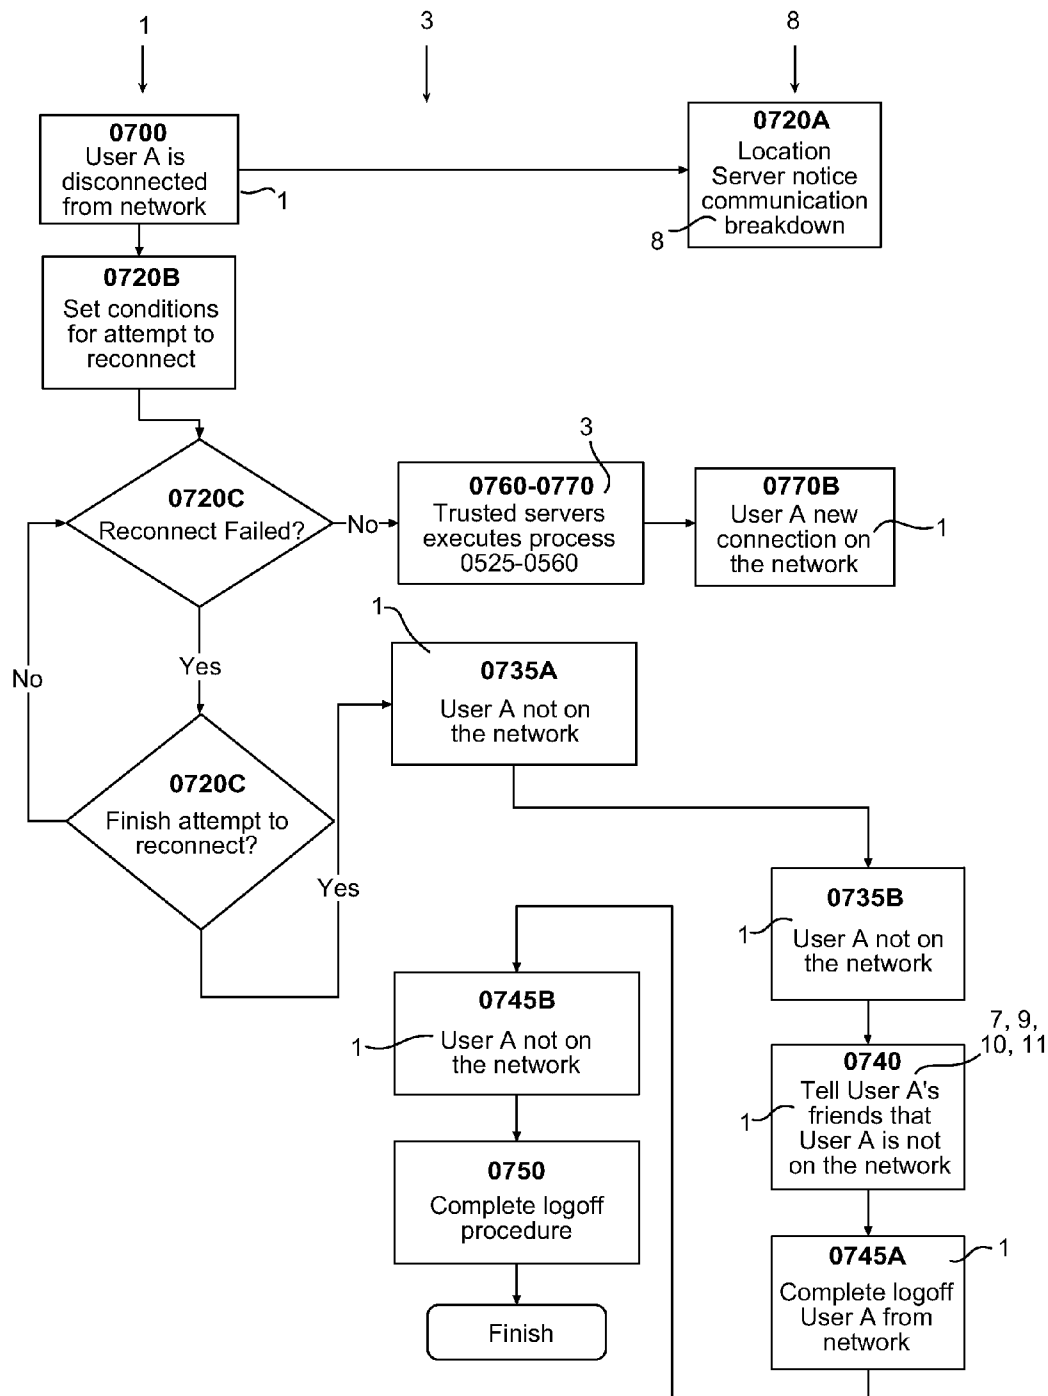 1
3
8
0700
User A is
disconnected
from network
1
0720A
Location
Server notice
communication
breakdown
8
0720B
Set conditions
for attempt to
reconnect
0720C
Reconnect Failed?
No
3
0760-0770
Trusted servers
executes process
0525-0560
0770B
User A new
connection on
the network
1
Yes
No
1
0735A
User A not on
the network
0720C
Finish attempt to
reconnect?
Yes
0735B
1
User A not on
the network
0745B
1
User A not on
the network
7, 9,
10, 11
0740
1
Tell User A's
friends that
User A is not
on the network
0750
Complete logoff
procedure
0745A
1
Complete logoff
User A from
network
Finish